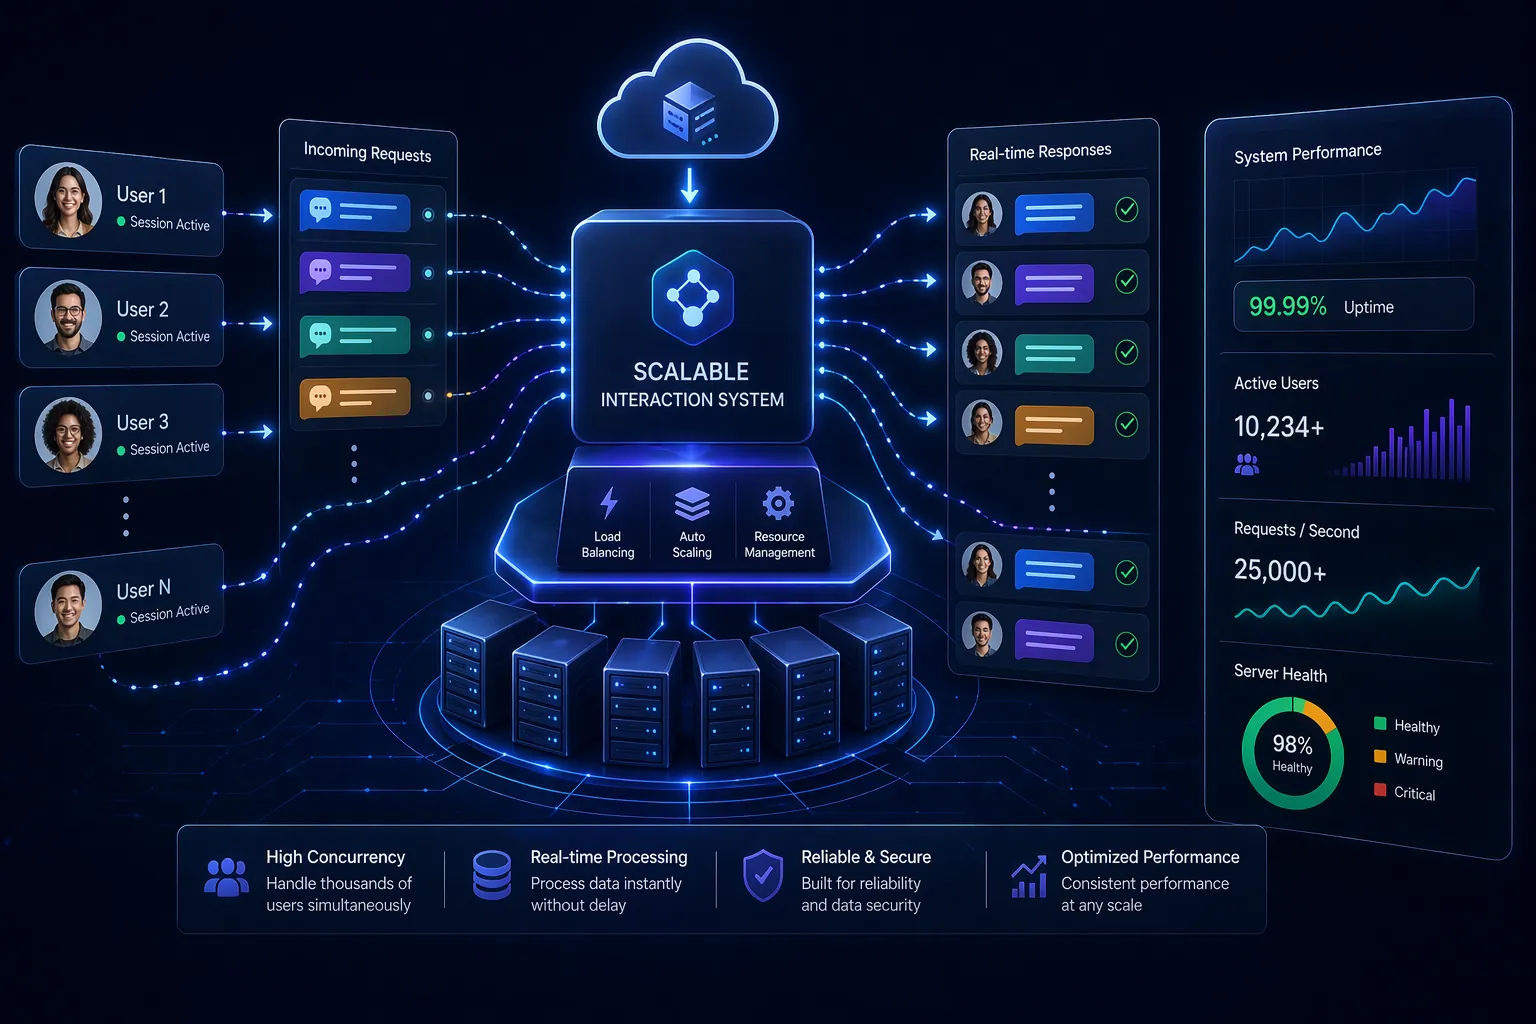 User 1
Session Active
User 2
Session Active
User 3
Session Active
User N
Session Active
Incoming Requests
SCALABLE
INTERACTION SYSTEM
Load
Balancing
Auto
Scaling
Resource
Management
Real-time Responses
System Performance
99.99% Uptime
Active Users
10,234+
Requests / Second
25,000+
Server Health
98%
Healthy
Healthy
Warning
Critical
High Concurrency
Handle thousands of
users simultaneously
Real-time Processing
Process data instantly
without delay
Reliable & Secure
Built for reliability
and data security
Optimized Performance
Consistent performance
at any scale